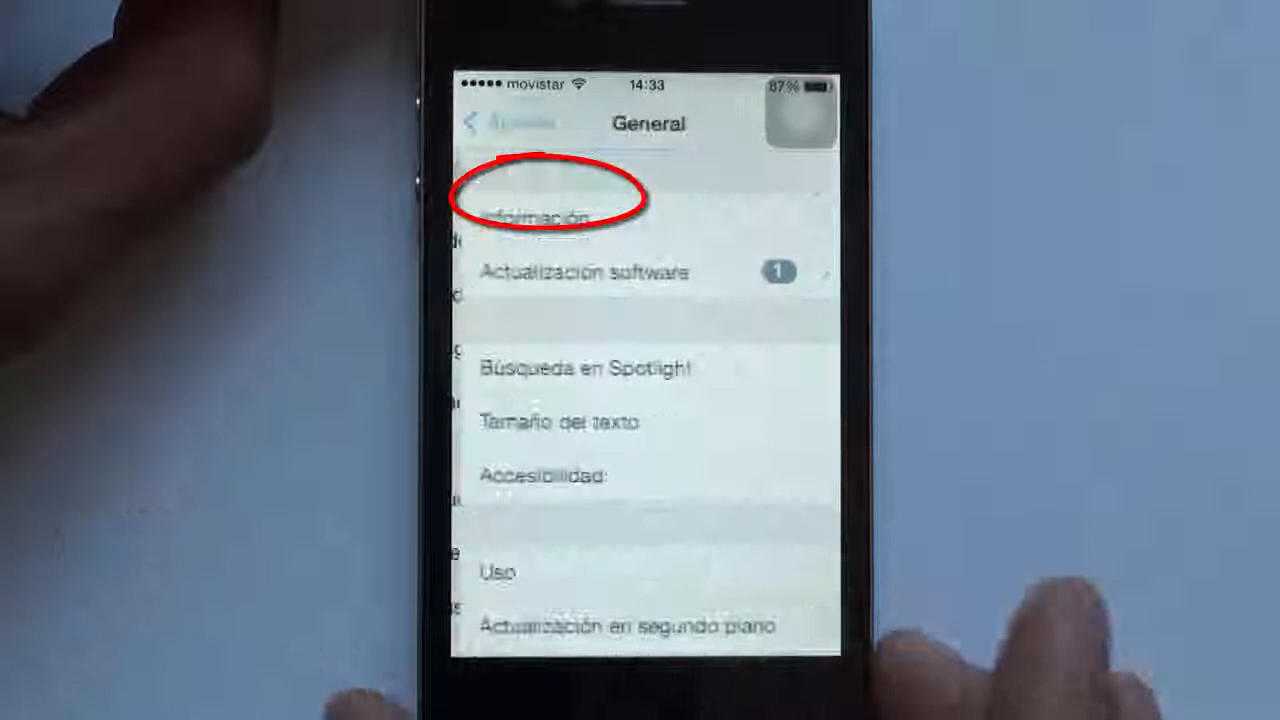 movistar 14:33 87%
Ajustes General
Información
Actualización software 1
Búsqueda en Spotlight
Tamaño del texto
Accesibilidad
Uso
Actualización en segundo plano